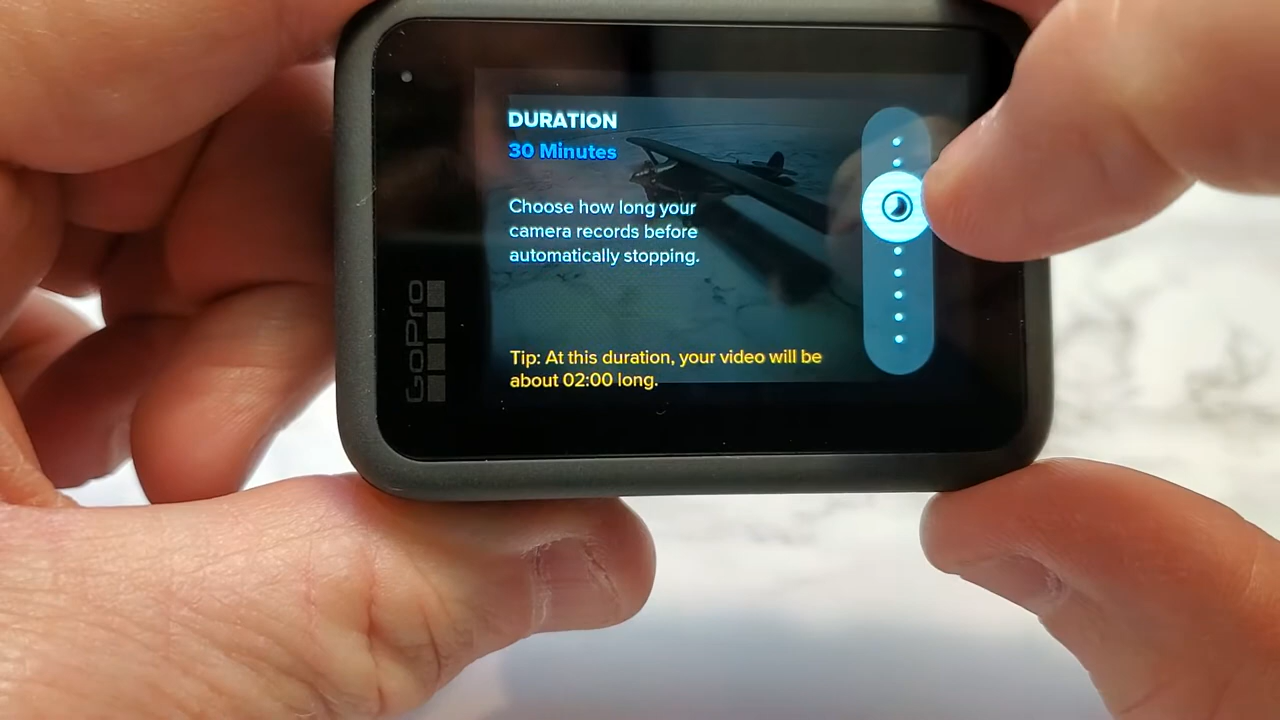 DURATION
30 Minutes
Choose how long your
camera records before
automatically stopping.
Tip: At this duration, your video will be
about 02:00 long.
GoPro